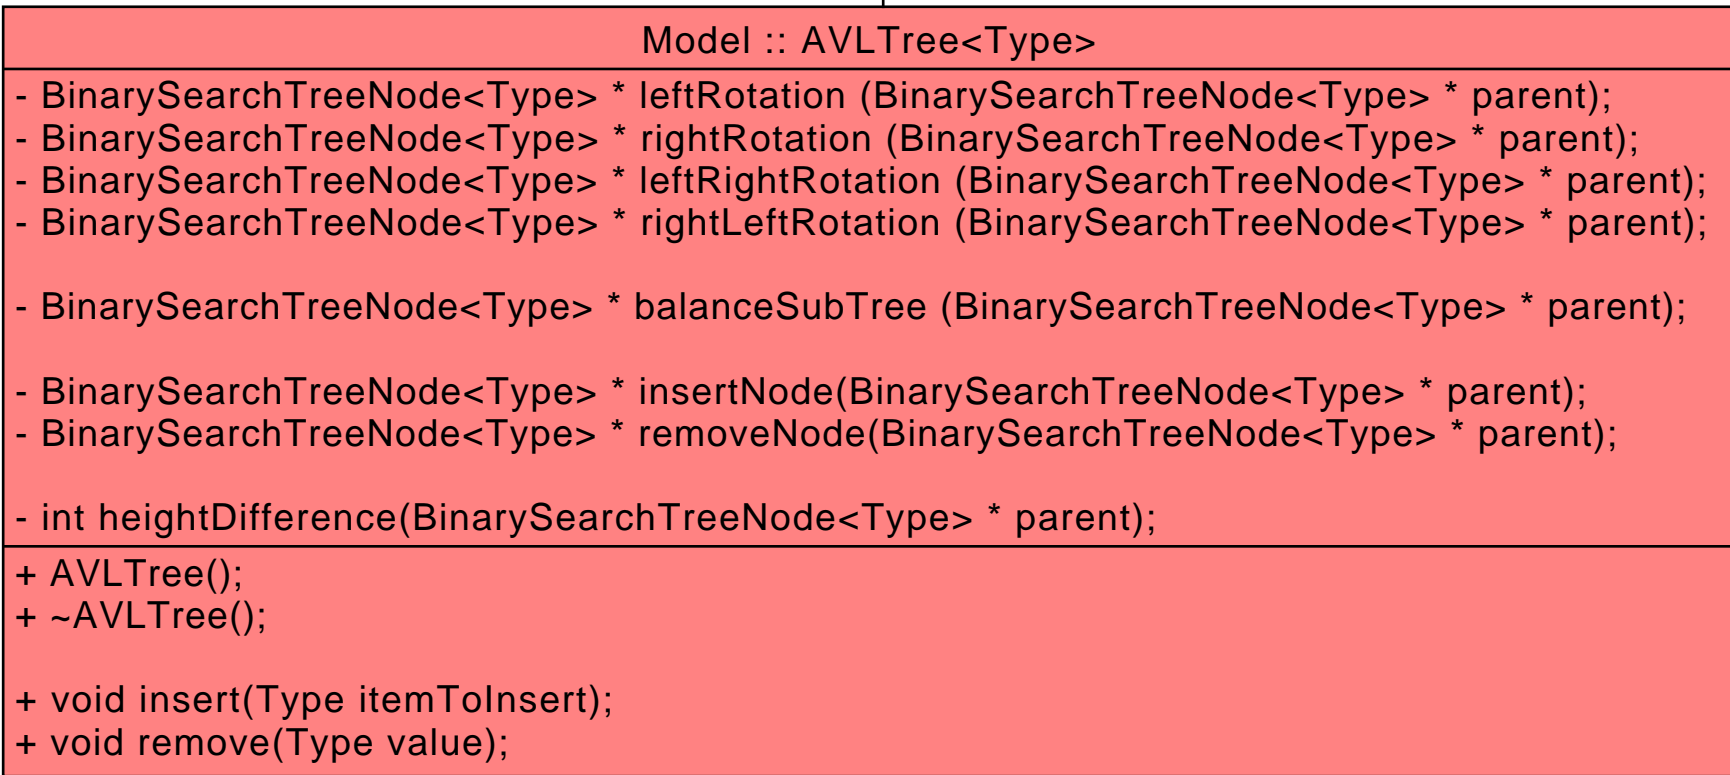 Model :: AVLTree<Type>
- BinarySearchTreeNode<Type> * leftRotation (BinarySearchTreeNode<Type> * parent);
- BinarySearchTreeNode<Type> * rightRotation (BinarySearchTreeNode<Type> * parent);
- BinarySearchTreeNode<Type> * leftRightRotation (BinarySearchTreeNode<Type> * parent);
- BinarySearchTreeNode<Type> * rightLeftRotation (BinarySearchTreeNode<Type> * parent);
- BinarySearchTreeNode<Type> * balanceSubTree (BinarySearchTreeNode<Type> * parent);
- BinarySearchTreeNode<Type> * insertNode(BinarySearchTreeNode<Type> * parent);
- BinarySearchTreeNode<Type> * removeNode(BinarySearchTreeNode<Type> * parent);
- int heightDifference(BinarySearchTreeNode<Type> * parent);
+ AVLTree();
+ ~AVLTree();
+ void insert(Type itemToInsert);
+ void remove(Type value);